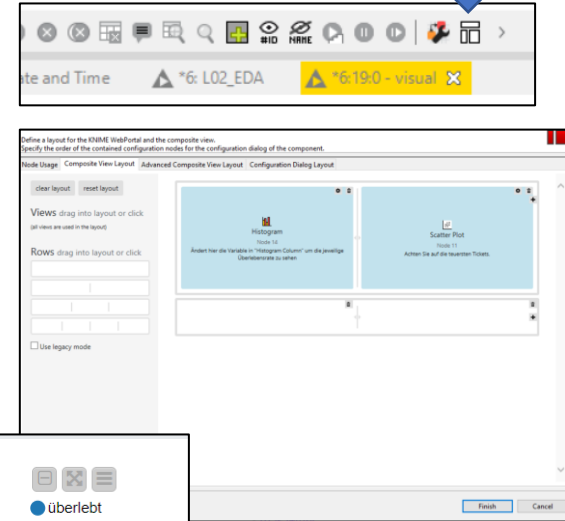 #ID NAME
ate and Time *6: L02_EDA *6:19:0 - visual
Define a layout for the KNIME WebPortal and the composite view.
Specify the order of the contained configuration nodes for the configuration dialog of the component.
Node Usage Composite View Layout Advanced Composite View Layout Configuration Dialog Layout
clear layout reset layout
Views drag into layout or click
(all views are used in the layout)
Rows drag into layout or click
Use legacy mode
Histogram
Node 14
Ändert hier die Variable in "Histogram Column" um die jeweilige
Überlebensrate zu sehen
Scatter Plot
Node 11
Achten Sie auf die teuersten Tickets.
Finish Cancel
überlebt